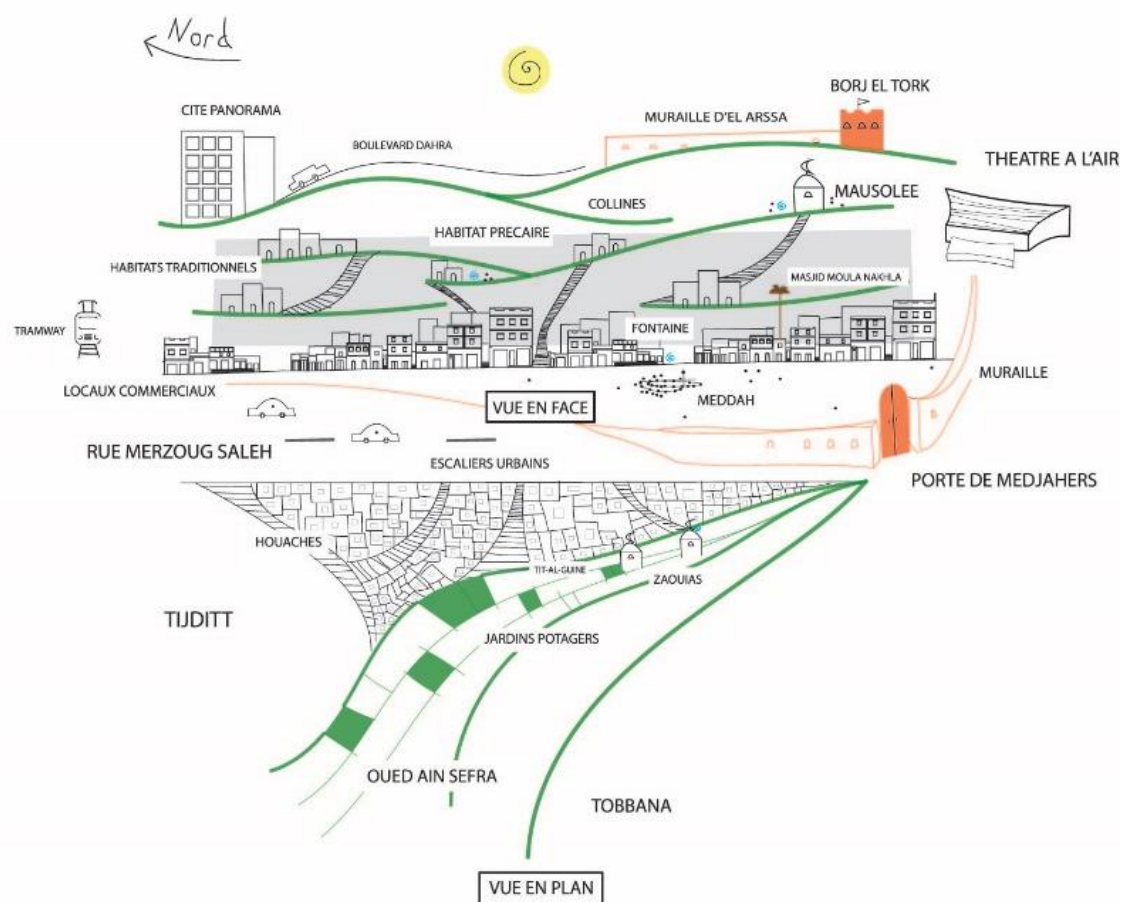 Nord
BORJ EL TORK
CITE PANORAMA
MURAILLE D'EL ARSSA
BOULEVARD DAHRA
THEATRE A L'AIR
MAUSOLEE
COLLINES
HABITAT PRECAIRE
HABITATS TRADITIONNELS
MASJID MOULA NAKHLA
TRAMWAY
FONTAINE
MURAILLE
LOCAUX COMMERCIAUX
MEDDAH
VUE EN FACE
RUE MERZOUG SALEH
ESCALIERS URBAINS
PORTE DE MEDJAHERS
HOUACHES
TIT-AL-GUINE
ZAOUIAS
TIJDITT
JARDINS POTAGERS
OUED AIN SEFRA
TOBBANA
VUE EN PLAN